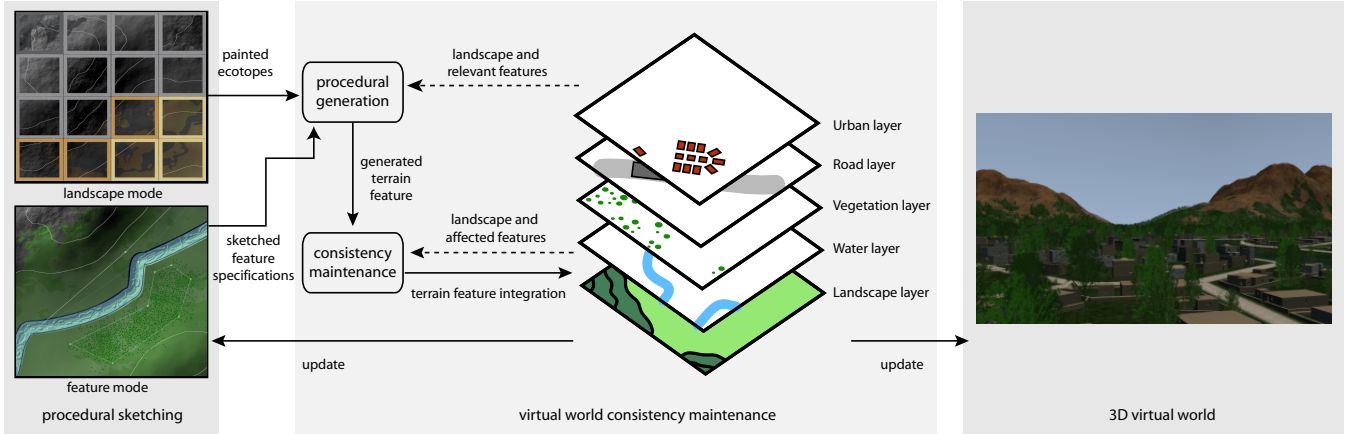 landscape mode
feature mode
procedural sketching
painted
ecotopes
sketched
feature
specifications
procedural
generation
generated
terrain
feature
consistency
maintenance
landscape and
relevant features
landscape and
affected features
terrain feature integration
update
Urban layer
Road layer
Vegetation layer
Water layer
Landscape layer
virtual world consistency maintenance
update
3D virtual world